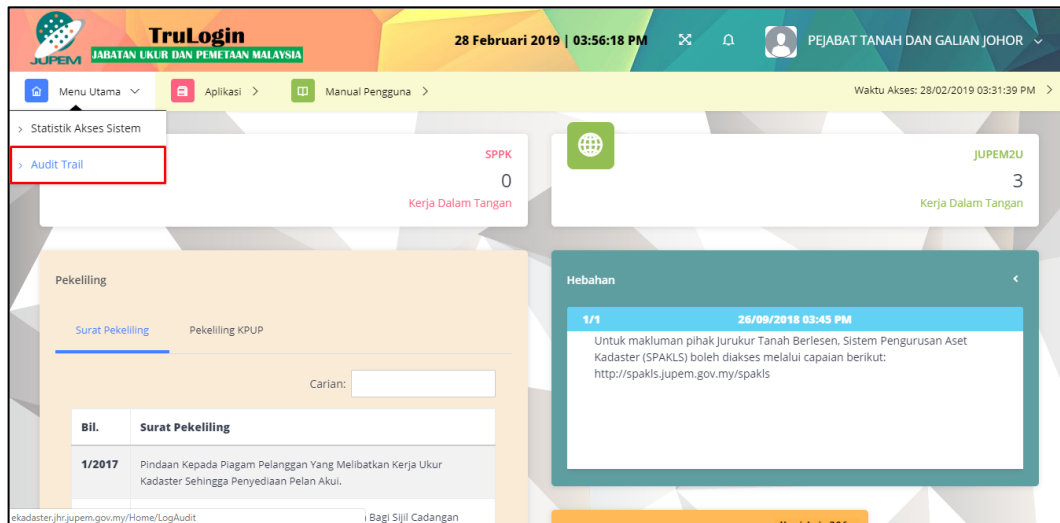 JUPEM
TruLogin
JABATAN UKUR DAN PEMETAAN MALAYSIA
28 Februari 2019 | 03:56:18 PM
PEJABAT TANAH DAN GALIAN JOHOR
Menu Utama
Aplikasi >
Manual Pengguna >
Waktu Akses: 28/02/2019 03:31:39 PM >
> Statistik Akses Sistem
> Audit Trail
SPPK
0
Kerja Dalam Tangan
JUPEM2U
3
Kerja Dalam Tangan
Pekeliling
Surat Pekeliling
Pekeliling KPUP
Carian:
Bil.
Surat Pekeliling
1/2017
Pindaan Kepada Piagam Pelanggan Yang Melibatkan Kerja Ukur
Kadaster Sehingga Penyediaan Pelan Akui.
Bagi Sijil Cadangan
Hebahan
1/1
26/09/2018 03:45 PM
Untuk makluman pihak Jurukur Tanah Berlesen, Sistem Pengurusan Aset
Kadaster (SPAKLS) boleh diakses melalui capaian berikut:
http://spakls.jupem.gov.my/spakls
ekadaster.jhr.jupem.gov.my/Home/LogAudit